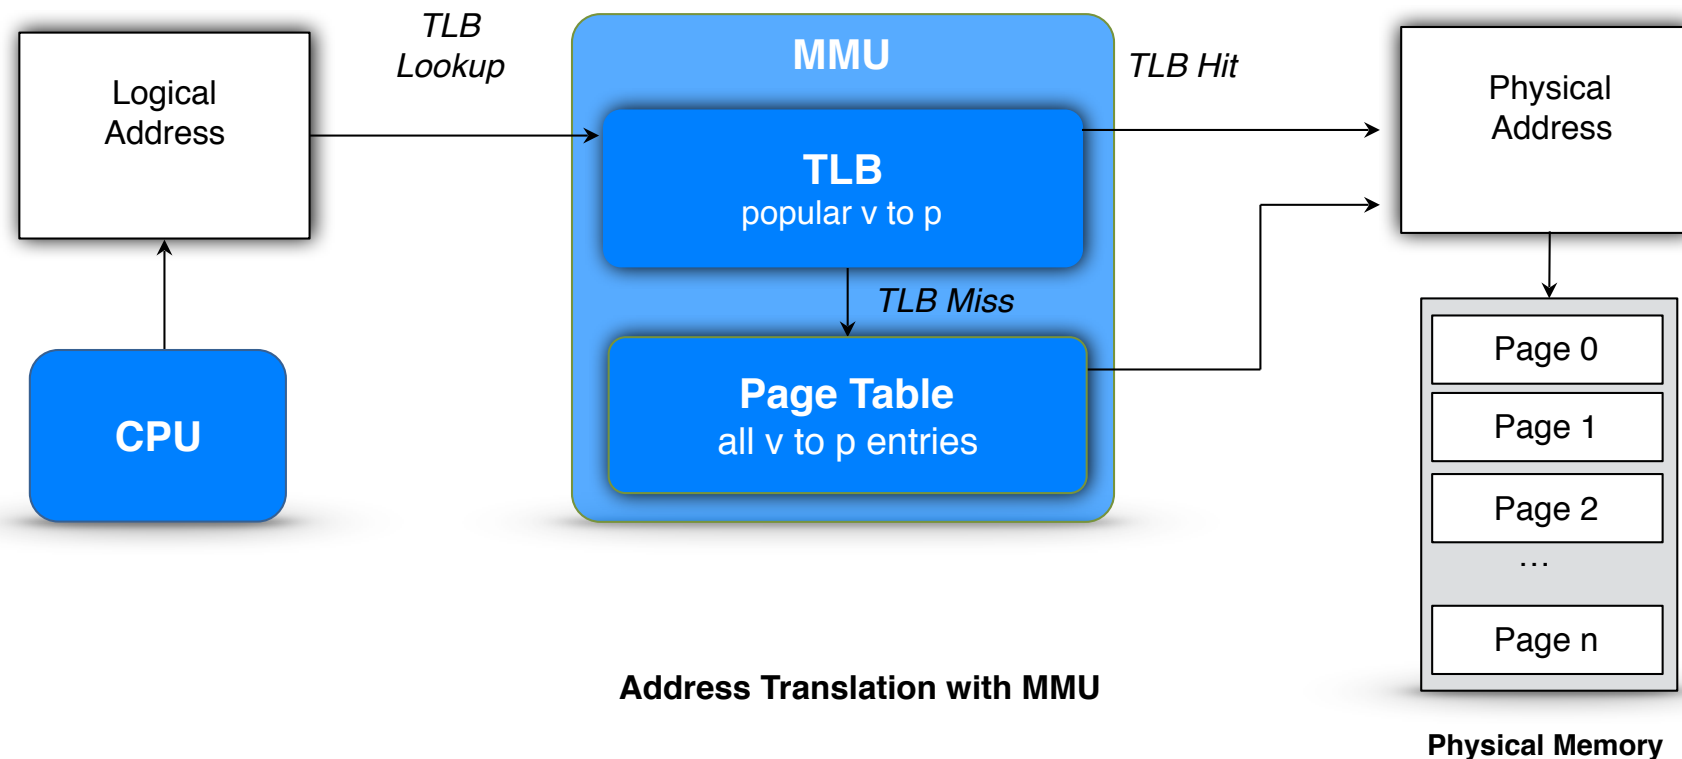 TLB
Lookup
MMU
TLB Hit
Logical
Address
Physical
Address
TLB
popular v to p
TLB Miss
Page Table
all v to p entries
CPU
Page 0
Page 1
Page 2
...
Page n
Address Translation with MMU
Physical Memory